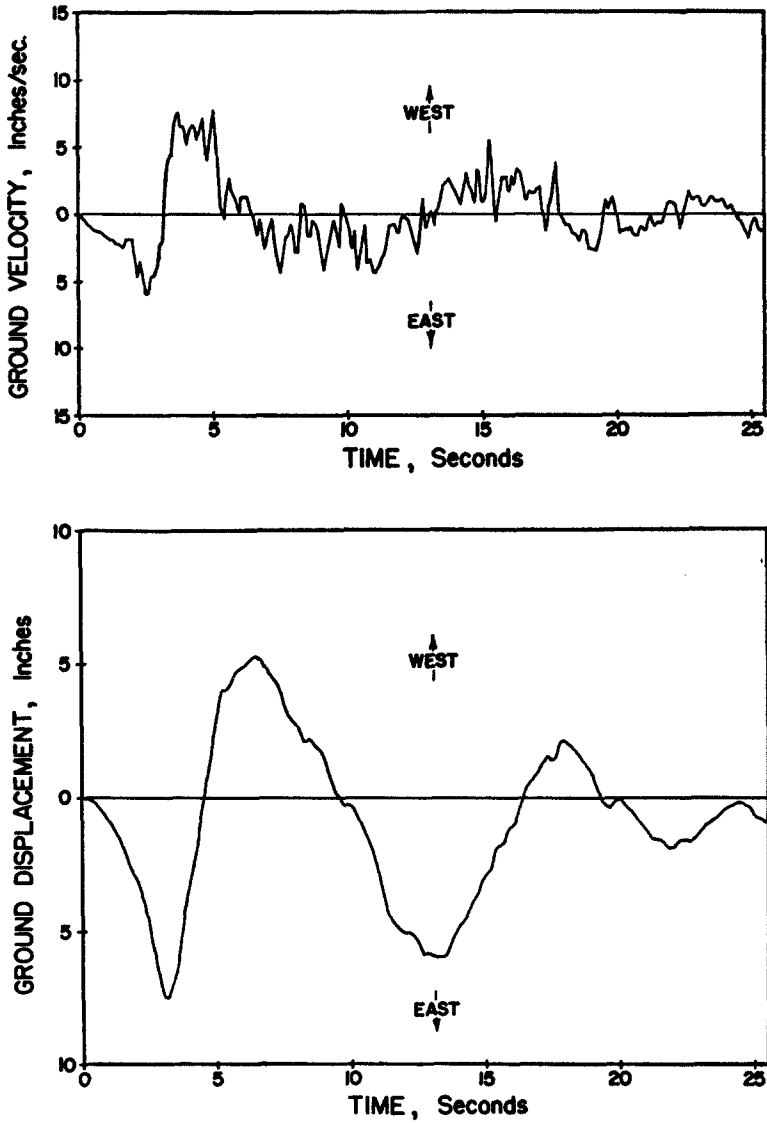 GROUND VELOCITY, Inches/sec.
15
10
5
0
5
10
15
WEST
EAST
0 5 10 15 20 25
TIME, Seconds
GROUND DISPLACEMENT, Inches
10
5
0
5
10
WEST
EAST
0 5 10 15 20 25
TIME, Seconds